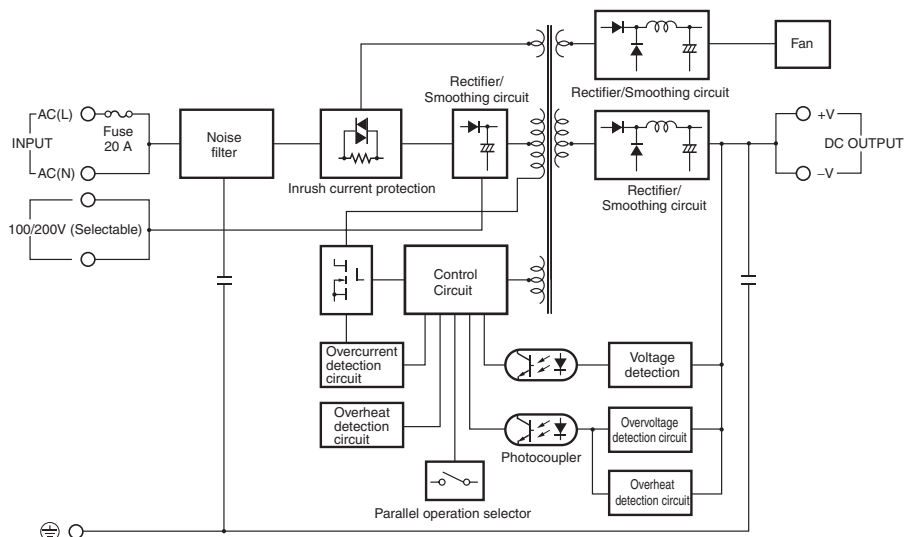 Fan
Rectifier/Smoothing circuit
Rectifier/
Smoothing circuit
AC(L)
Fuse
20 A
INPUT
AC(N)
Noise
filter
Inrush current protection
+V
DC OUTPUT
–V
Rectifier/
Smoothing circuit
100/200V (Selectable)
Control
Circuit
Overcurrent
detection
circuit
Voltage
detection
Overheat
detection
circuit
Overvoltage
detection circuit
Photocoupler
Overheat
detection circuit
Parallel operation selector